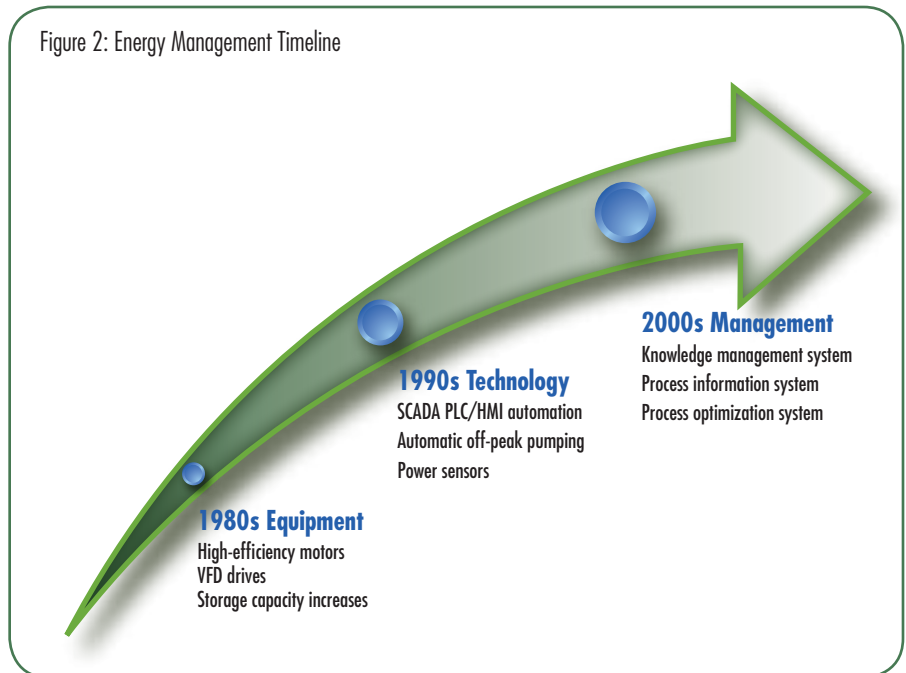 Figure 2: Energy Management Timeline
1980s Equipment
High-efficiency motors
VFD drives
Storage capacity increases
1990s Technology
SCADA PLC/HMI automation
Automatic off-peak pumping
Power sensors
2000s Management
Knowledge management system
Process information system
Process optimization system